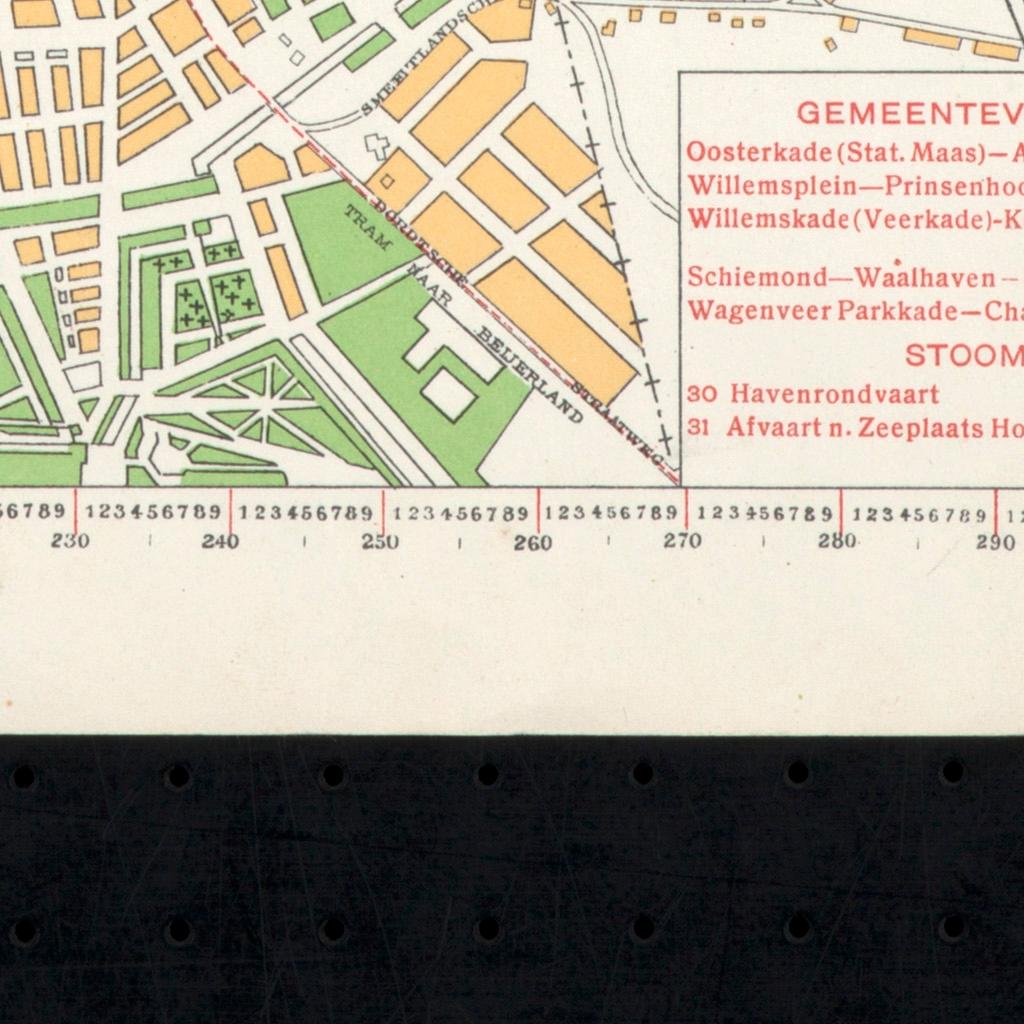 SMEETLANDSCH
DORDTSCHE STRAATWEG
TRAM NAAR BEIJERLAND
GEMEENTEV
Oosterkade (Stat. Maas)—A
Willemsplein—Prinsenhoo
Willemskade (Veerkade)-K
Schiemond—Waalhaven –
Wagenveer Parkkade—Cha
STOOM
30 Havenrondvaart
31 Afvaart n. Zeeplaats Ho
6789 123456789 123456789 123456789 123456789 123456789 123456789 12
230 240 250 260 270 280 290